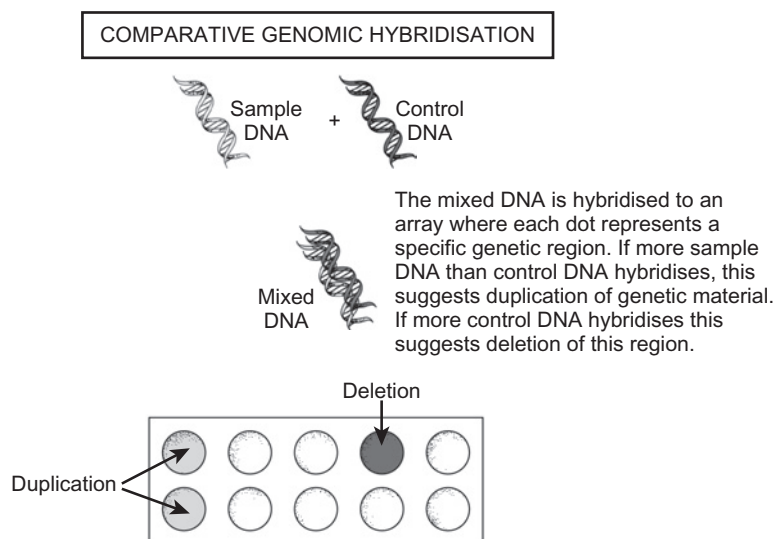 COMPARATIVE GENOMIC HYBRIDISATION
Sample
DNA
+
Control
DNA
The mixed DNA is hybridised to an
array where each dot represents a
specific genetic region. If more sample
DNA than control DNA hybridises, this
suggests duplication of genetic material.
If more control DNA hybridises this
suggests deletion of this region.
Mixed
DNA
Deletion
Duplication